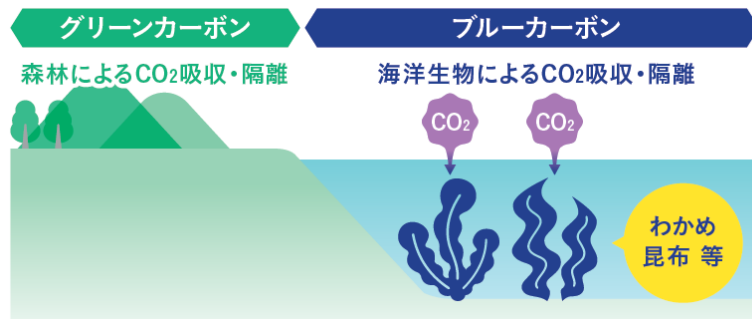 グリーンカーボン
ブルーカーボン
森林によるCO₂吸収・隔離
海洋生物によるCO₂吸収・隔離
CO₂
CO₂
わかめ
昆布 等